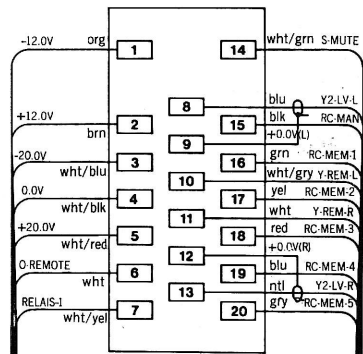 -12.0V org 1 14 wht/grn S-MUTE
8 blu Y2-LV-L
+12.0V brn 2 15 blk RC-MAN
9 +0.0V(L)
-20.0V wht/blu 3 16 grn RC-MEM-1
10 wht/gry Y-REM-L
0.0V wht/blk 4 17 yel RC-MEM-2
11 wht Y-REM-R
+20.0V wht/red 5 18 red RC-MEM-3
12 +0.0V(R)
O-REMOTE wht 6 19 blu RC-MEM-4
13 ntl Y2-LV-R
RELAIS-I wht/yel 7 20 gry RC-MEM-5